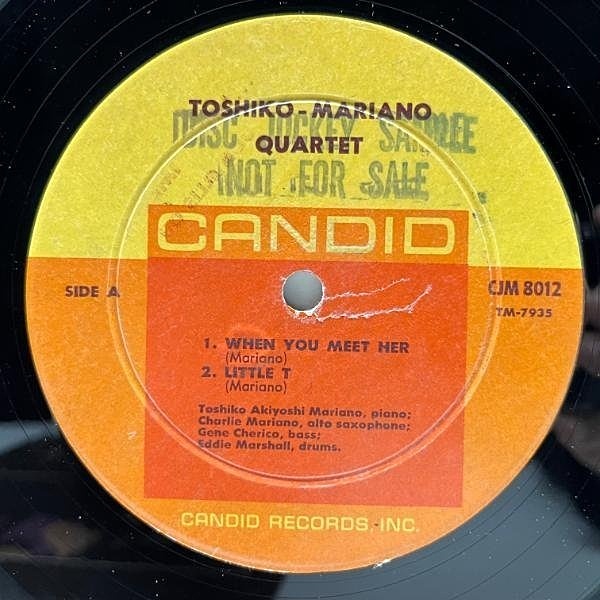 TOSHIKO - MARIANO
QUARTET
DISC JOCKEY SAMPLE
NOT FOR SALE
CANDID
SIDE A
CJM 8012
TM-7935
1. WHEN YOU MEET HER
(Mariano)
2. LITTLE T
(Mariano)
Toshiko Akiyoshi Mariano, piano;
Charlie Mariano, alto saxophone;
Gene Cherico, bass;
Eddie Marshall, drums.
CANDID RECORDS, INC.